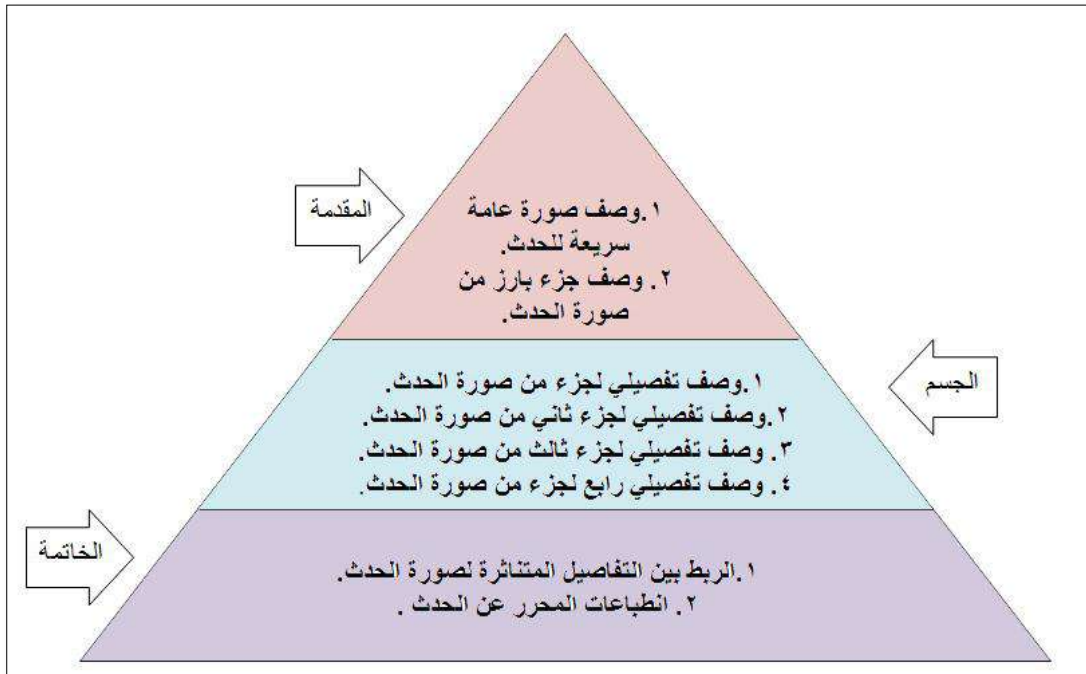 المقدمة
١.وصف صورة عامة
سريعة للحدث.
٢. وصف جزء بارز من
صورة الحدث.
الجسم
١.وصف تفصيلي لجزء من صورة الحدث.
٢.وصف تفصيلي لجزء ثاني من صورة الحدث.
٣. وصف تفصيلي لجزء ثالث من صورة الحدث.
٤. وصف تفصيلي رابع لجزء من صورة الحدث.
الخاتمة
١.الربط بين التفاصيل المتناثرة لصورة الحدث.
٢. انطباعات المحرر عن الحدث .